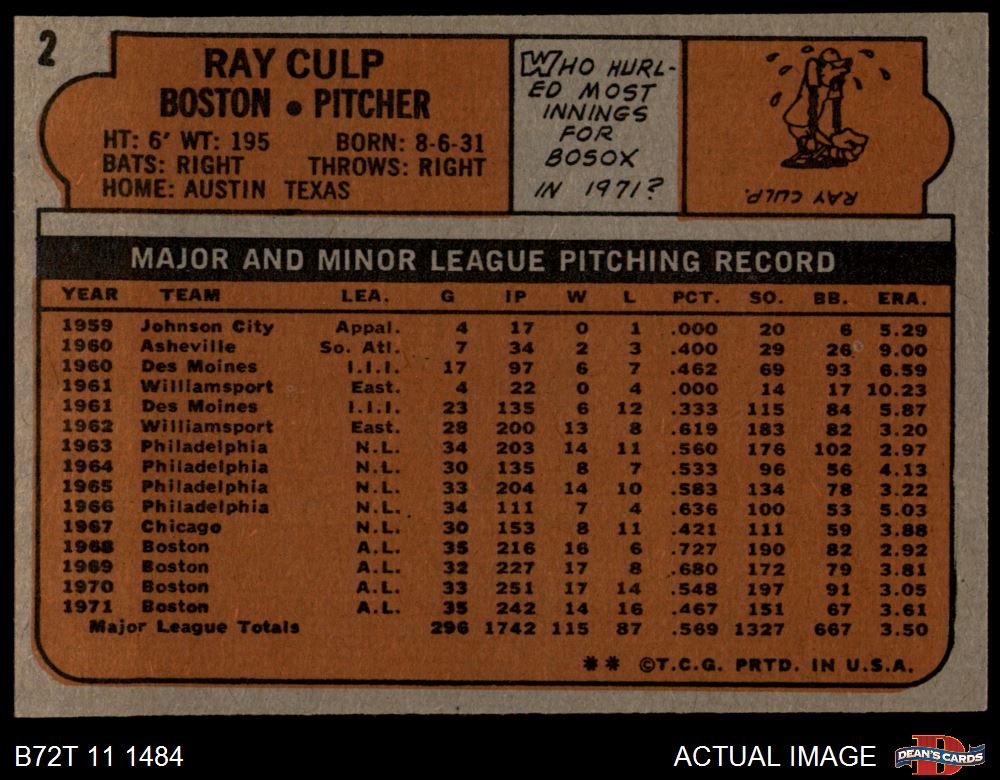 2
RAY CULP
BOSTON • PITCHER
HT: 6' WT: 195 BORN: 8-6-31
BATS: RIGHT THROWS: RIGHT
HOME: AUSTIN TEXAS
WHO HURL-
ED MOST
INNINGS
FOR
BOSOX
IN 1971?
RAY CULP.
MAJOR AND MINOR LEAGUE PITCHING RECORD
YEAR TEAM LEA. G IP W L PCT. SO. BB. ERA.
1959 Johnson City Appal. 4 17 0 1 .000 20 6 5.29
1960 Asheville So. Atl. 7 34 2 3 .400 29 26 9.00
1960 Des Moines I.I.I. 17 97 6 7 .462 69 93 6.59
1961 Williamsport East. 4 22 0 4 .000 14 17 10.23
1961 Des Moines I.I.I. 23 135 6 12 .333 115 84 5.87
1962 Williamsport East. 28 200 13 8 .619 183 82 3.20
1963 Philadelphia N.L. 34 203 14 11 .560 176 102 2.97
1964 Philadelphia N.L. 30 135 8 7 .533 96 56 4.13
1965 Philadelphia N.L. 33 204 14 10 .583 134 78 3.22
1966 Philadelphia N.L. 34 111 7 4 .636 100 53 5.03
1967 Chicago N.L. 30 153 8 11 .421 111 59 3.88
1968 Boston A.L. 35 216 16 6 .727 190 82 2.92
1969 Boston A.L. 32 227 17 8 .680 172 79 3.81
1970 Boston A.L. 33 251 17 14 .548 197 91 3.05
1971 Boston A.L. 35 242 14 16 .467 151 67 3.61
Major League Totals 296 1742 115 87 .569 1327 667 3.50
** ©T.C.G. PRTD. IN U.S.A.
B72T 11 1484
ACTUAL IMAGE
D
DEAN'S CARDS